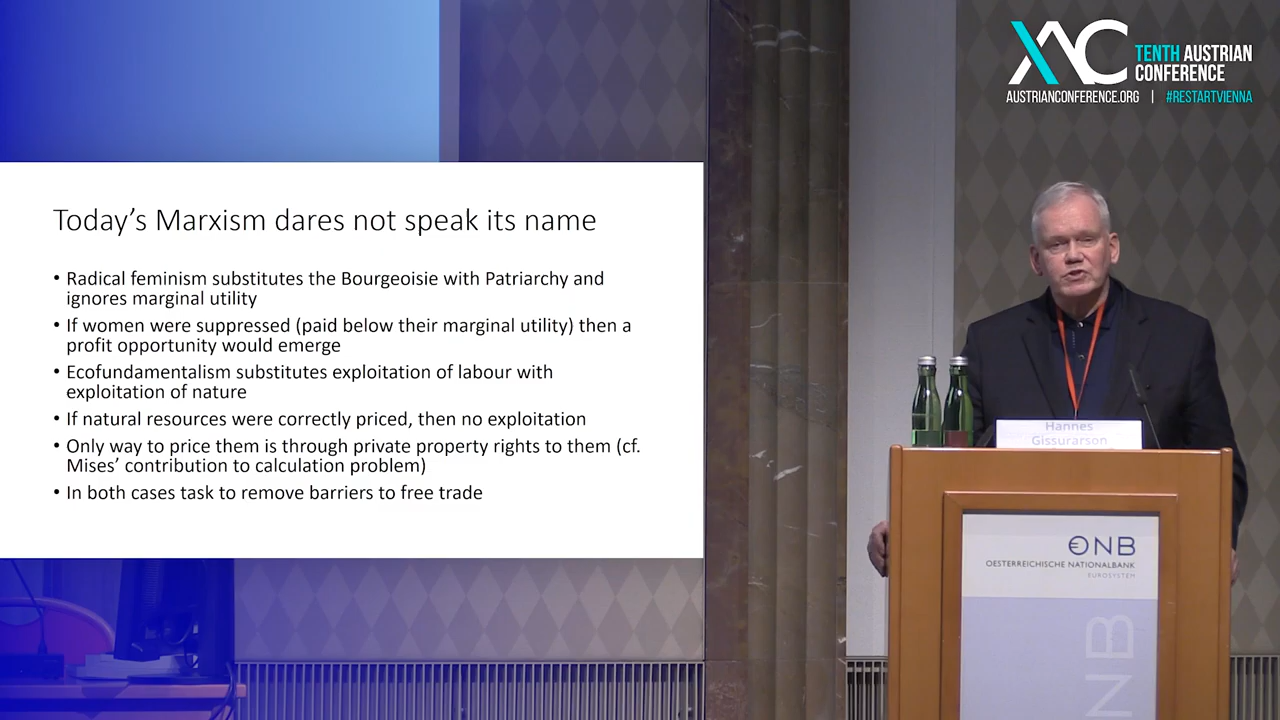 TENTH AUSTRIAN
CONFERENCE
AUSTRIANCONFERENCE.ORG | #RESTARTVIENNA
Today's Marxism dares not speak its name
• Radical feminism substitutes the Bourgeoisie with Patriarchy and
ignores marginal utility
• If women were suppressed (paid below their marginal utility) then a
profit opportunity would emerge
• Ecofundamentalism substitutes exploitation of labour with
exploitation of nature
• If natural resources were correctly priced, then no exploitation
• Only way to price them is through private property rights to them (cf.
Mises' contribution to calculation problem)
• In both cases task to remove barriers to free trade
Hannes
Gissurarson
€NB
OESTERREICHISCHE NATIONALBANK
EUROSYSTEM
NB